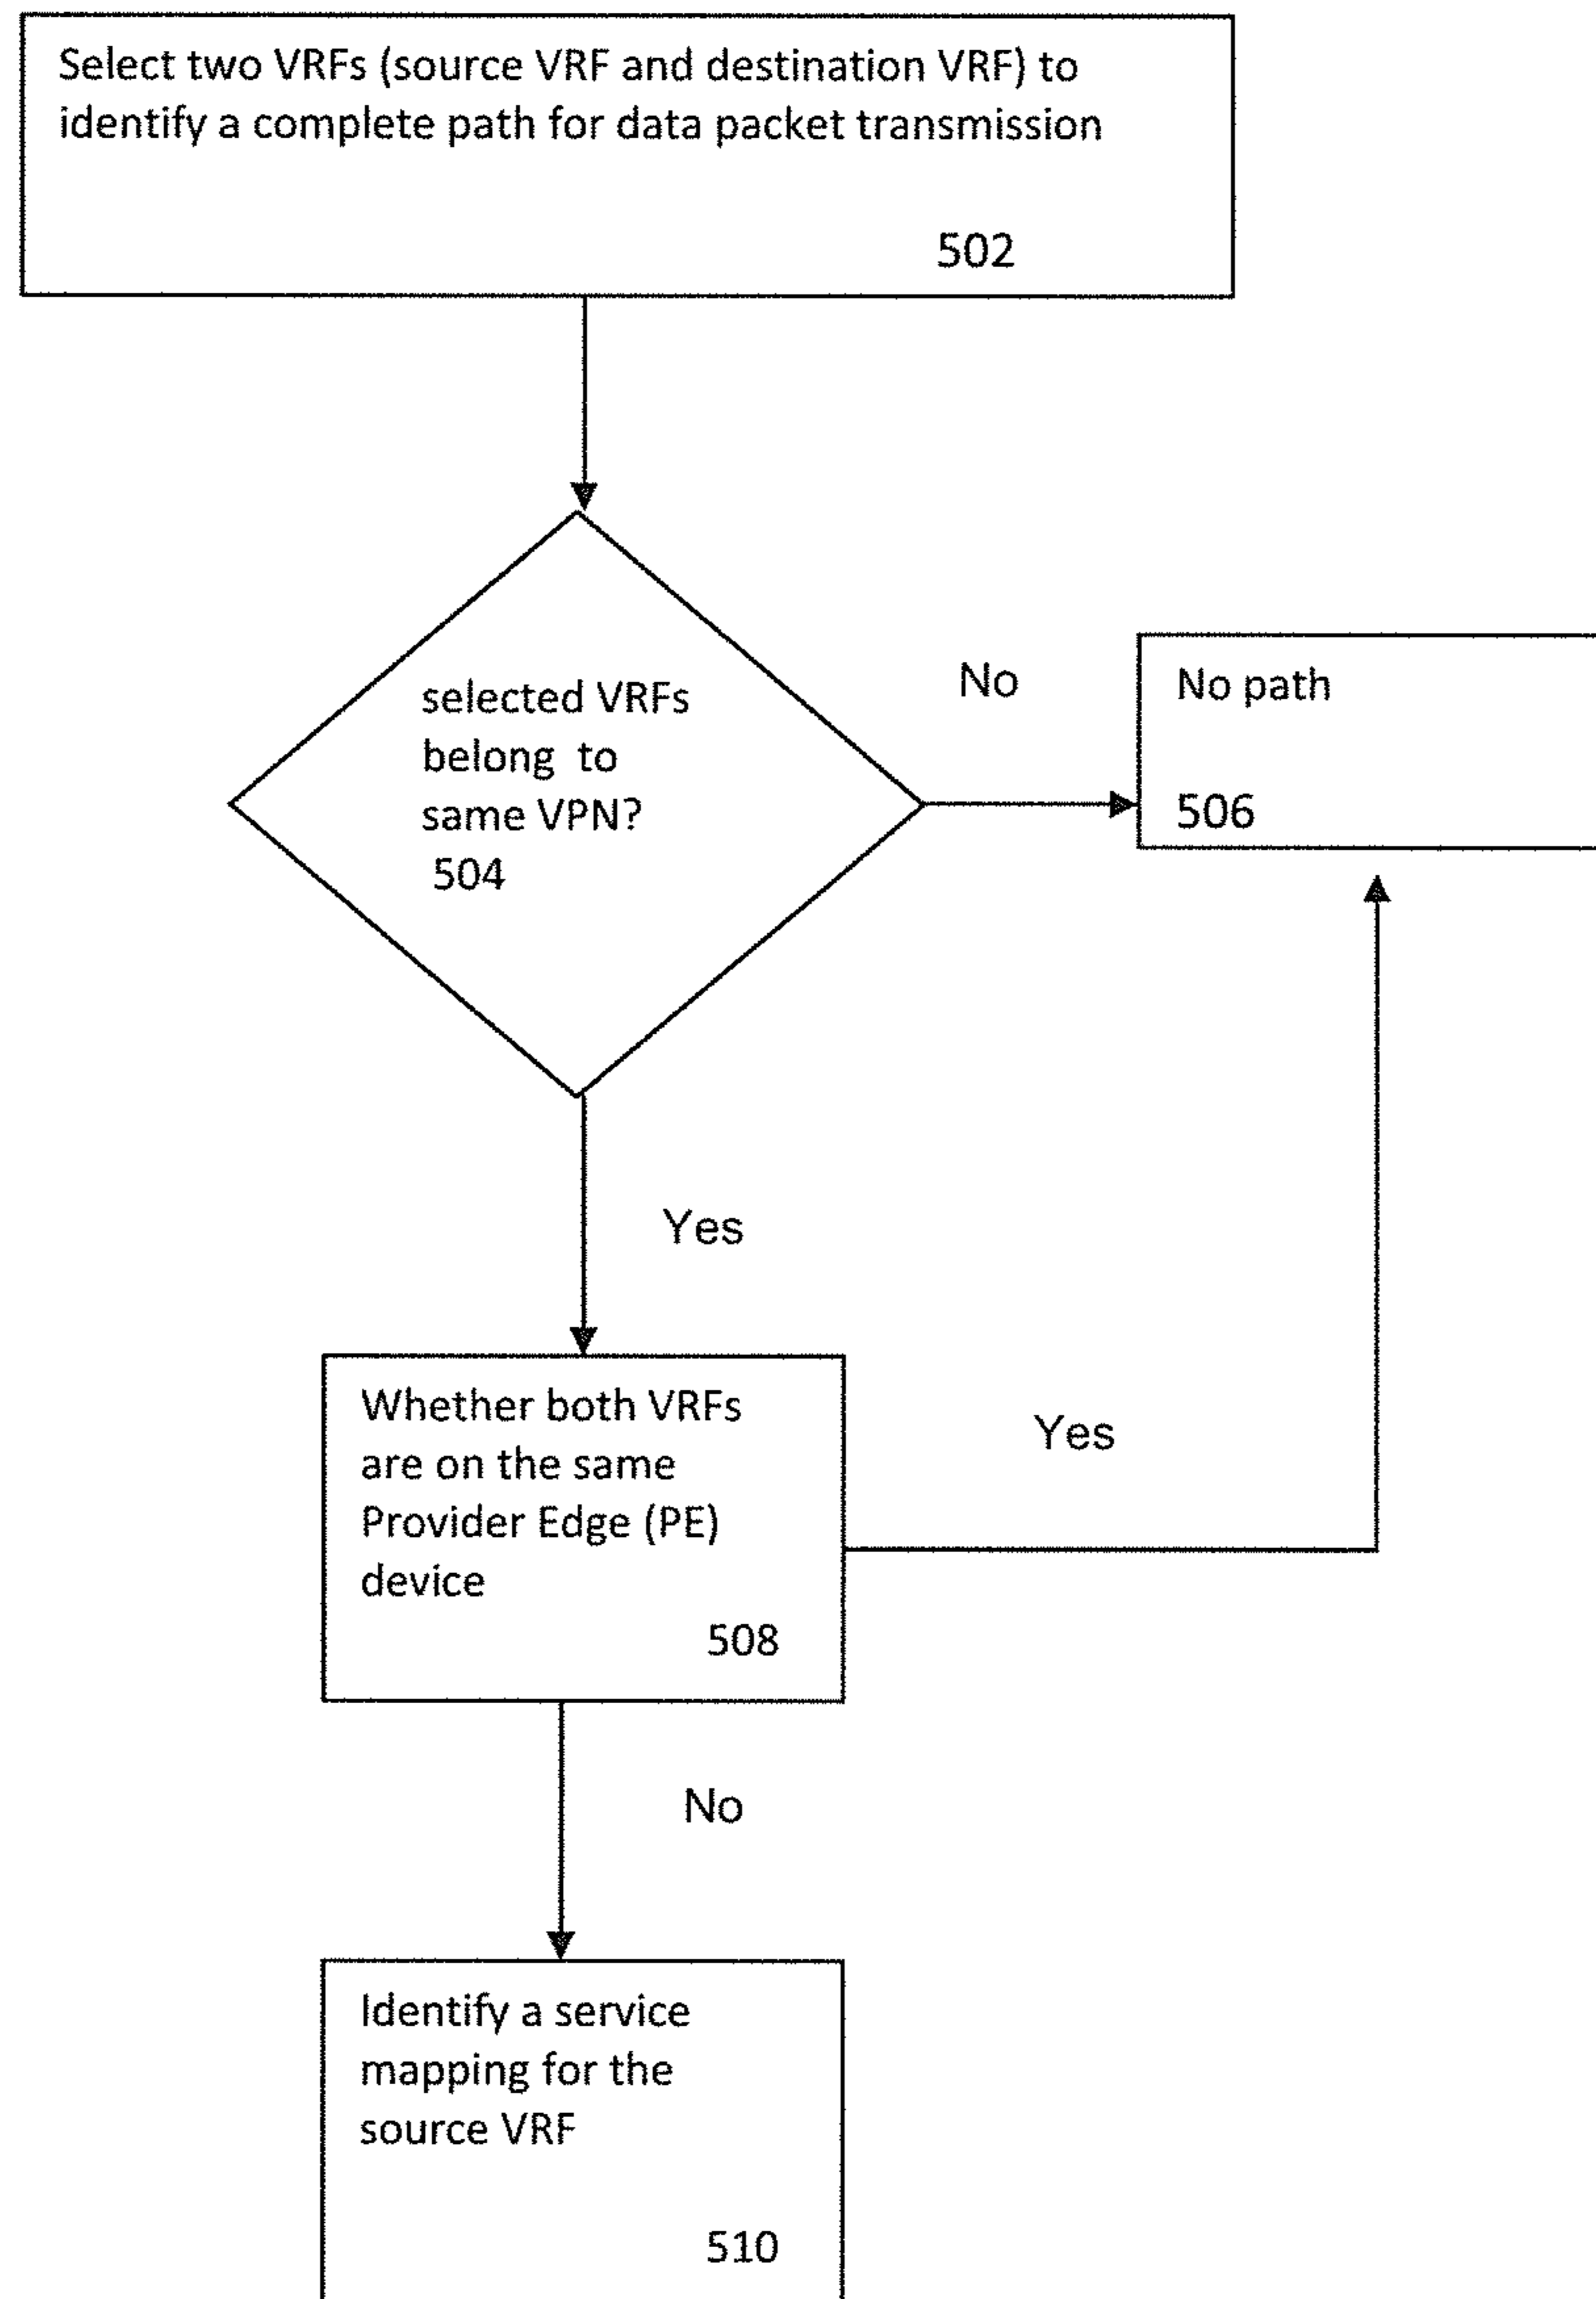 Select two VRFs (source VRF and destination VRF) to
identify a complete path for data packet transmission
502
selected VRFs
belong to
same VPN?
504
No
No path
506
Yes
Whether both VRFs
are on the same
Provider Edge (PE)
device
508
Yes
No
Identify a service
mapping for the
source VRF
510